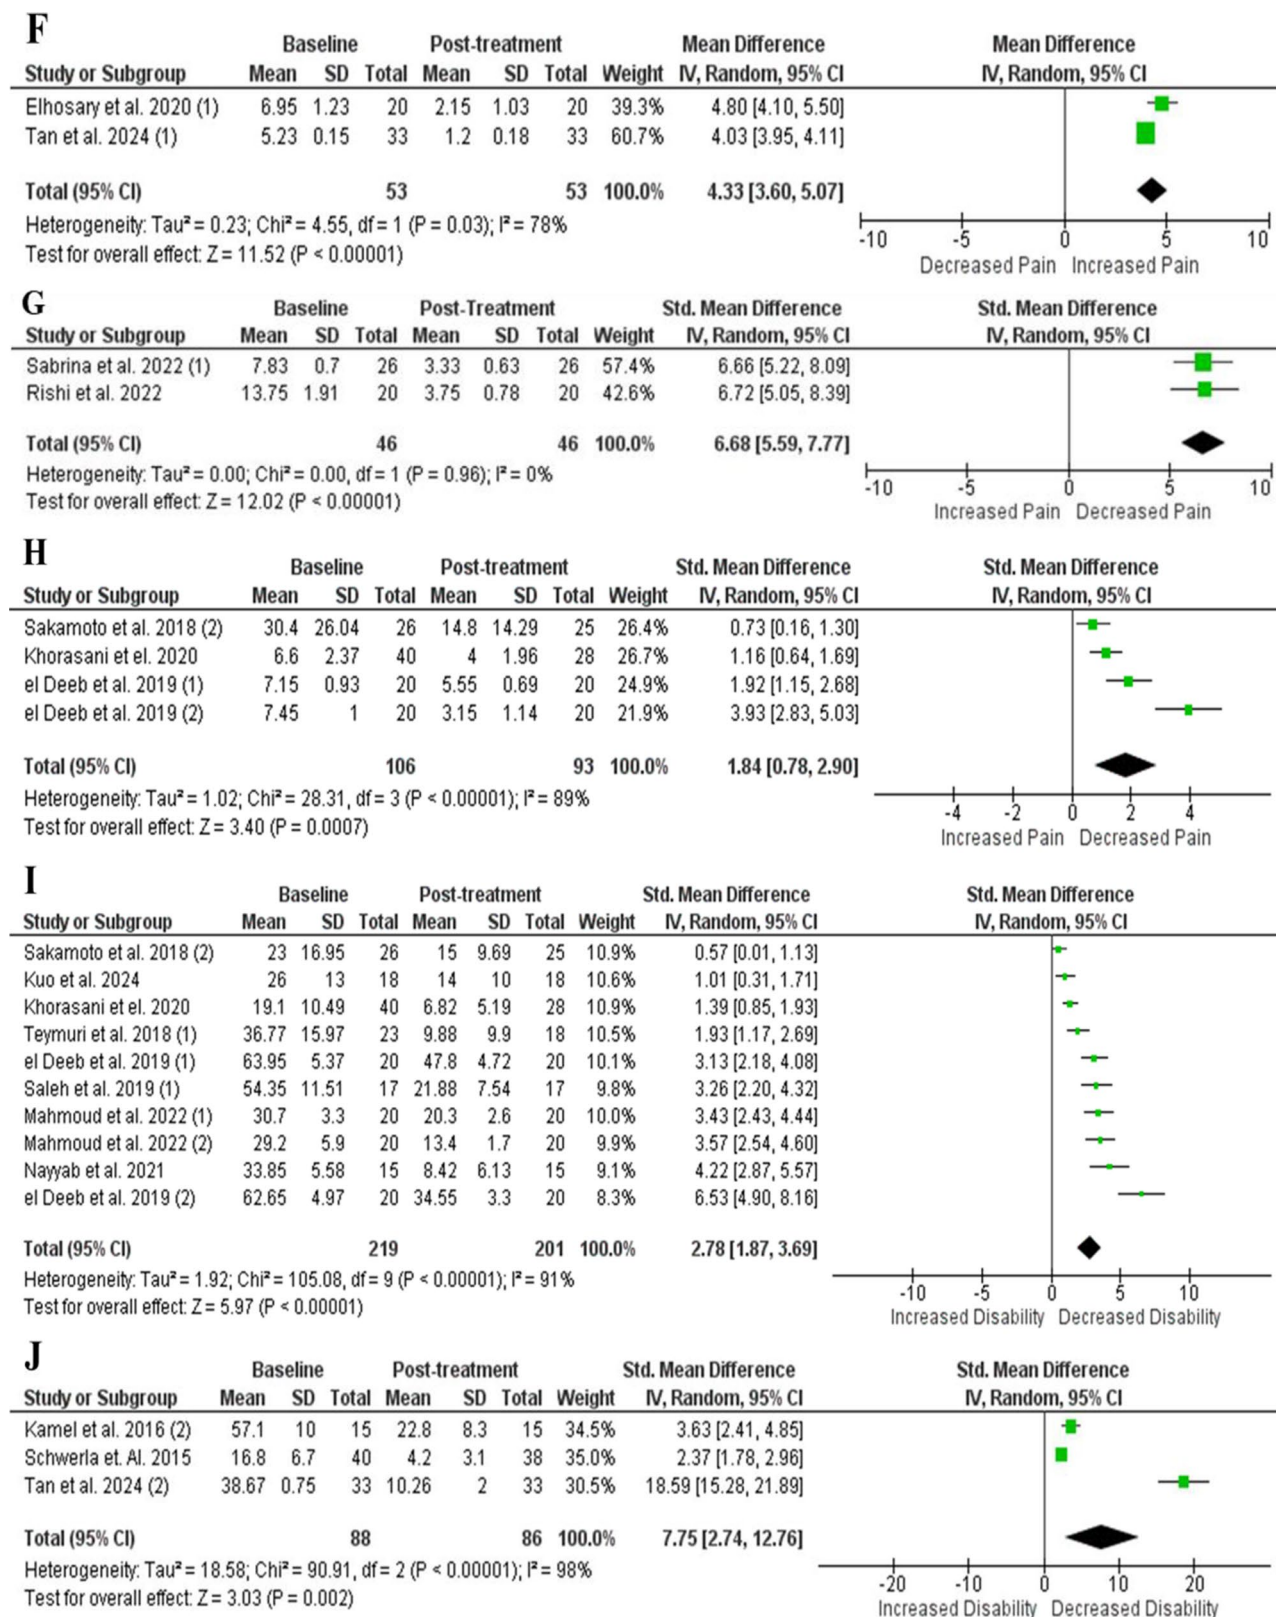 F
Baseline Post-treatment Mean Difference Mean Difference
Study or Subgroup Mean SD Total Mean SD Total Weight IV, Random, 95% CI IV, Random, 95% CI
Elhosary et al. 2020 (1) 6.95 1.23 20 2.15 1.03 20 39.3% 4.80 [4.10, 5.50]
Tan et al. 2024 (1) 5.23 0.15 33 1.2 0.18 33 60.7% 4.03 [3.95, 4.11]
Total (95% CI) 53 53 100.0% 4.33 [3.60, 5.07]
Heterogeneity: Tau² = 0.23; Chi² = 4.55, df = 1 (P = 0.03); I² = 78%
Test for overall effect: Z = 11.52 (P < 0.00001)
-10 -5 0 5 10
Decreased Pain Increased Pain
G
Baseline Post-Treatment Std. Mean Difference Std. Mean Difference
Study or Subgroup Mean SD Total Mean SD Total Weight IV, Random, 95% CI IV, Random, 95% CI
Sabrina et al. 2022 (1) 7.83 0.7 26 3.33 0.63 26 57.4% 6.66 [5.22, 8.09]
Rishi et al. 2022 13.75 1.91 20 3.75 0.78 20 42.6% 6.72 [5.05, 8.39]
Total (95% CI) 46 46 100.0% 6.68 [5.59, 7.77]
Heterogeneity: Tau² = 0.00; Chi² = 0.00, df = 1 (P = 0.96); I² = 0%
Test for overall effect: Z = 12.02 (P < 0.00001)
-10 -5 0 5 10
Increased Pain Decreased Pain
H
Baseline Post-treatment Std. Mean Difference Std. Mean Difference
Study or Subgroup Mean SD Total Mean SD Total Weight IV, Random, 95% CI IV, Random, 95% CI
Sakamoto et al. 2018 (2) 30.4 26.04 26 14.8 14.29 25 26.4% 0.73 [0.16, 1.30]
Khorasani et el. 2020 6.6 2.37 40 4 1.96 28 26.7% 1.16 [0.64, 1.69]
el Deeb et al. 2019 (1) 7.15 0.93 20 5.55 0.69 20 24.9% 1.92 [1.15, 2.68]
el Deeb et al. 2019 (2) 7.45 1 20 3.15 1.14 20 21.9% 3.93 [2.83, 5.03]
Total (95% CI) 106 93 100.0% 1.84 [0.78, 2.90]
Heterogeneity: Tau² = 1.02; Chi² = 28.31, df = 3 (P < 0.00001); I² = 89%
Test for overall effect: Z = 3.40 (P = 0.0007)
-4 -2 0 2 4
Increased Pain Decreased Pain
I
Baseline Post-treatment Std. Mean Difference Std. Mean Difference
Study or Subgroup Mean SD Total Mean SD Total Weight IV, Random, 95% CI IV, Random, 95% CI
Sakamoto et al. 2018 (2) 23 16.95 26 15 9.69 25 10.9% 0.57 [0.01, 1.13]
Kuo et al. 2024 26 13 18 14 10 18 10.6% 1.01 [0.31, 1.71]
Khorasani et el. 2020 19.1 10.49 40 6.82 5.19 28 10.9% 1.39 [0.85, 1.93]
Teymuri et al. 2018 (1) 36.77 15.97 23 9.88 9.9 18 10.5% 1.93 [1.17, 2.69]
el Deeb et al. 2019 (1) 63.95 5.37 20 47.8 4.72 20 10.1% 3.13 [2.18, 4.08]
Saleh et al. 2019 (1) 54.35 11.51 17 21.88 7.54 17 9.8% 3.26 [2.20, 4.32]
Mahmoud et al. 2022 (1) 30.7 3.3 20 20.3 2.6 20 10.0% 3.43 [2.43, 4.44]
Mahmoud et al. 2022 (2) 29.2 5.9 20 13.4 1.7 20 9.9% 3.57 [2.54, 4.60]
Nayyab et al. 2021 33.85 5.58 15 8.42 6.13 15 9.1% 4.22 [2.87, 5.57]
el Deeb et al. 2019 (2) 62.65 4.97 20 34.55 3.3 20 8.3% 6.53 [4.90, 8.16]
Total (95% CI) 219 201 100.0% 2.78 [1.87, 3.69]
Heterogeneity: Tau² = 1.92; Chi² = 105.08, df = 9 (P < 0.00001); I² = 91%
Test for overall effect: Z = 5.97 (P < 0.00001)
-10 -5 0 5 10
Increased Disability Decreased Disability
J
Baseline Post-treatment Std. Mean Difference Std. Mean Difference
Study or Subgroup Mean SD Total Mean SD Total Weight IV, Random, 95% CI IV, Random, 95% CI
Kamel et al. 2016 (2) 57.1 10 15 22.8 8.3 15 34.5% 3.63 [2.41, 4.85]
Schwerla et. Al. 2015 16.8 6.7 40 4.2 3.1 38 35.0% 2.37 [1.78, 2.96]
Tan et al. 2024 (2) 38.67 0.75 33 10.26 2 33 30.5% 18.59 [15.28, 21.89]
Total (95% CI) 88 86 100.0% 7.75 [2.74, 12.76]
Heterogeneity: Tau² = 18.58; Chi² = 90.91, df = 2 (P < 0.00001); I² = 98%
Test for overall effect: Z = 3.03 (P = 0.002)
-20 -10 0 10 20
Increased Disability Decreased Disability